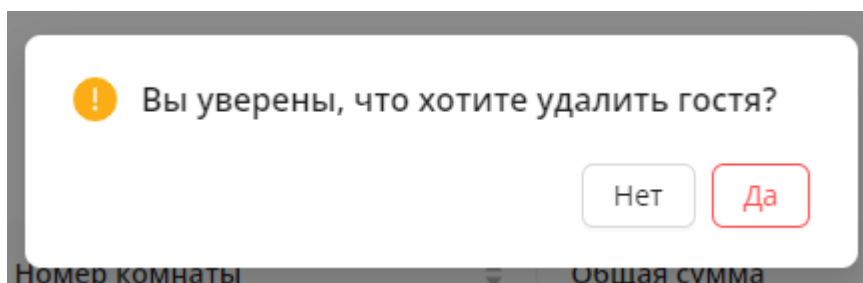 Вы уверены, что хотите удалить гостя?
Нет Да
Номер комнаты Общая сумма